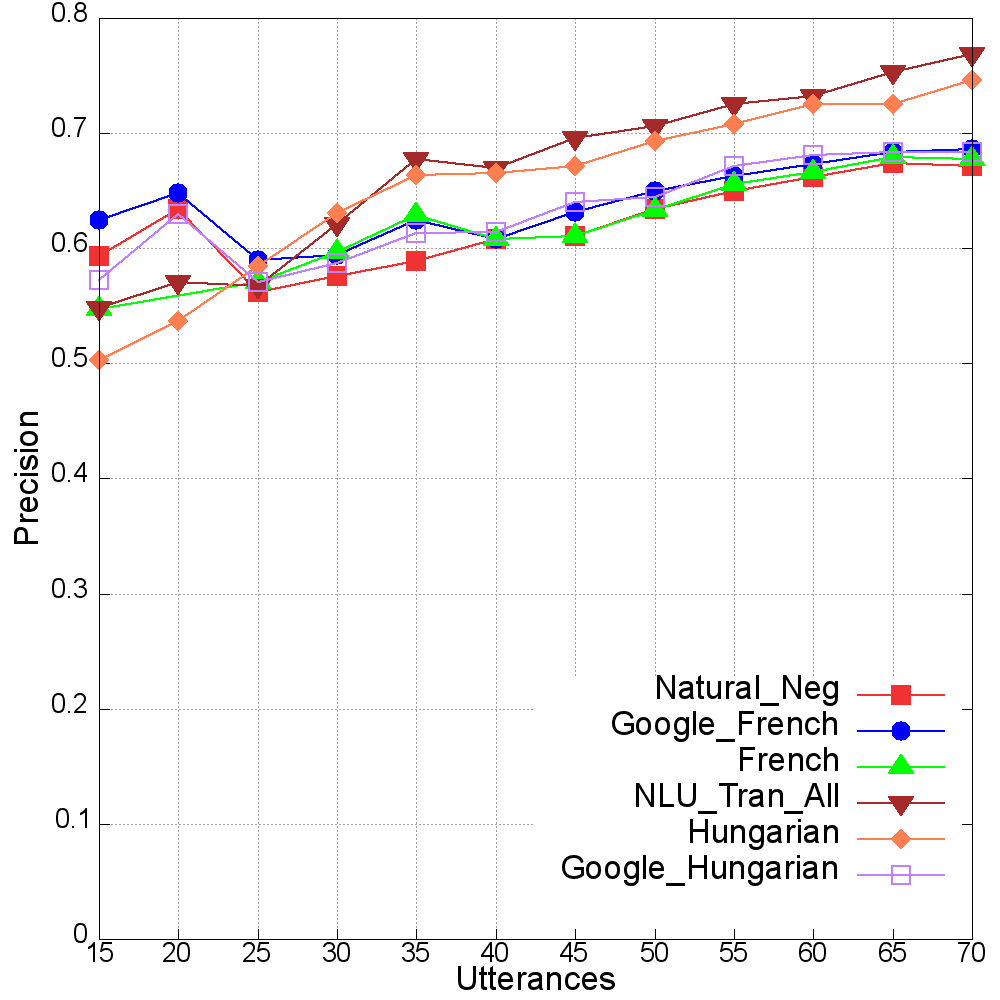 0.8
0.7
0.6
0.5
0.4
0.3
0.2
0.1
0
Precision
15 20 25 30 35 40 45 50 55 60 65 70
Utterances
Natural_Neg
Google_French
French
NLU_Tran_All
Hungarian
Google_Hungarian